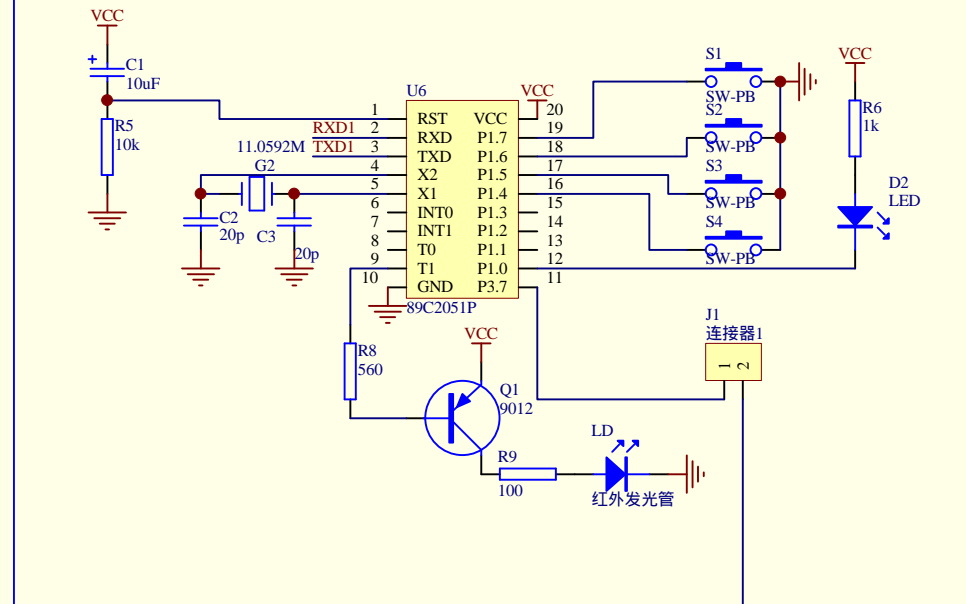 VCC
C1
10uF
R5
10k
RXD1
TXD1
11.0592M
G2
C2
20p
C3
20p
U6
VCC
1 RST VCC 20
2 RXD P1.7 19
3 TXD P1.6 18
4 X2 P1.5 17
5 X1 P1.4 16
6 INT0 P1.3 15
7 INT1 P1.2 14
8 T0 P1.1 13
9 T1 P1.0 12
10 GND P3.7 11
89C2051P
S1
SW-PB
S2
SW-PB
S3
SW-PB
S4
SW-PB
VCC
R6
1k
D2
LED
J1
连接器1
1
2
R8
560
VCC
Q1
9012
R9
100
LD
红外发光管